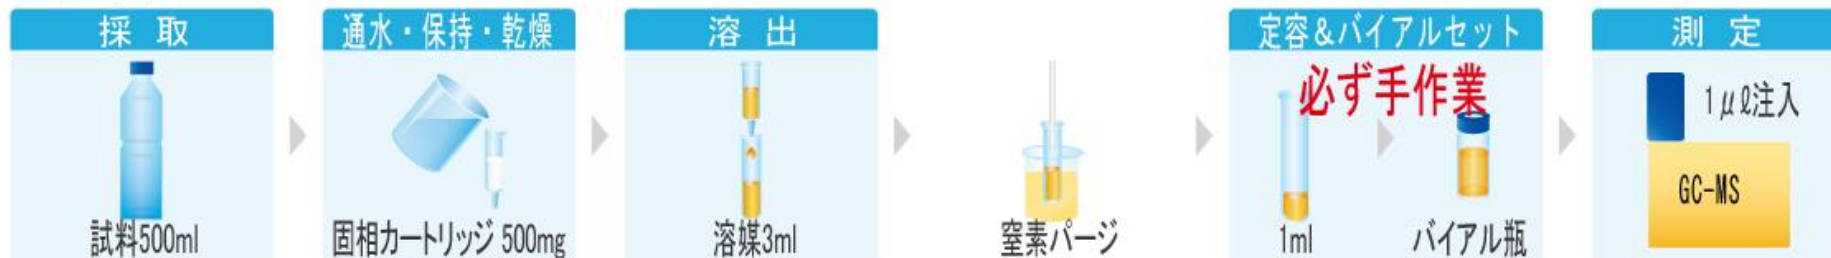 採取
試料500ml
通水・保持・乾燥
固相カートリッジ 500mg
溶出
溶媒3ml
窒素パージ
定容&バイアルセット
必ず手作業
1ml
バイアル瓶
測定
1μℓ注入
GC-MS